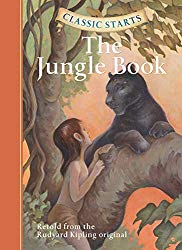 CLASSIC STARTS
The
Jungle Book
Retold from the
Rudyard Kipling original